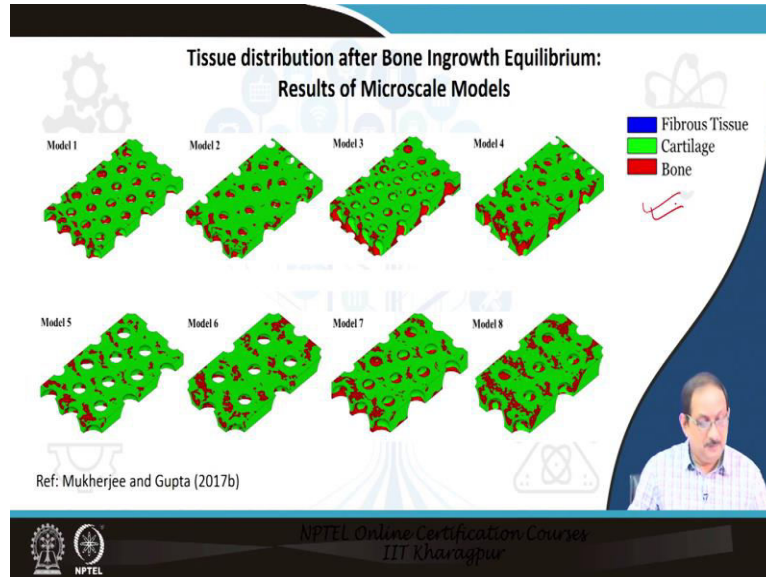 Tissue distribution after Bone Ingrowth Equilibrium:
Results of Microscale Models
Fibrous Tissue
Cartilage
Bone
Model 1
Model 2
Model 3
Model 4
Model 5
Model 6
Model 7
Model 8
Ref: Mukherjee and Gupta (2017b)
NPTEL
NPTEL Online Certification Courses
IIT Kharagpur